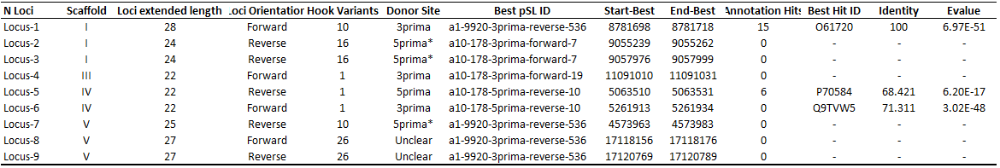 N Loci Scaffold Loci extended length Loci Orientation Hook Variants Donor Site Best pSL ID Start-Best End-Best Annotation Hits Best Hit ID Identity Evalue
Locus-1 I 28 Forward 10 3prima a1-9920-3prima-reverse-536 8781698 8781718 15 O61720 100 6.97E-51
Locus-2 I 24 Reverse 16 5prima* a10-178-3prima-forward-7 9055239 9055262 0 - - -
Locus-3 I 24 Reverse 16 5prima* a10-178-3prima-forward-7 9057976 9057999 0 - - -
Locus-4 III 22 Forward 1 3prima a10-178-3prima-forward-19 11091010 11091031 0 - - -
Locus-5 IV 22 Reverse 1 5prima a10-178-5prima-reverse-10 5063510 5063531 6 P70584 68.421 6.20E-17
Locus-6 IV 22 Forward 1 3prima a10-178-5prima-reverse-10 5261913 5261934 0 Q9TVW5 71.311 3.02E-48
Locus-7 V 25 Reverse 10 5prima* a1-9920-3prima-reverse-536 4573963 4573983 0 - - -
Locus-8 V 27 Forward 26 Unclear a1-9920-3prima-reverse-536 17118156 17118176 0 - - -
Locus-9 V 27 Reverse 26 Unclear a1-9920-3prima-reverse-536 17120769 17120789 0 - - -